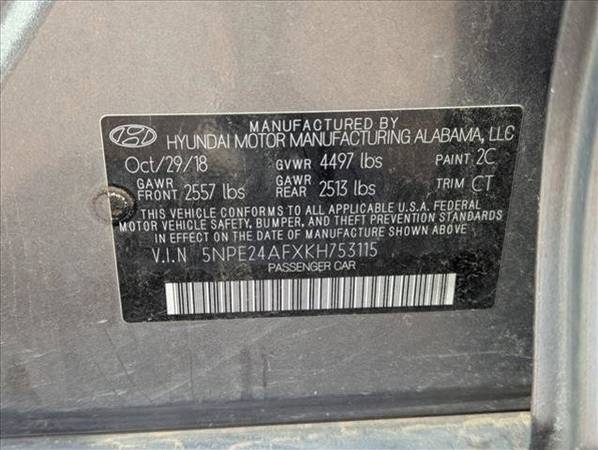 MANUFACTURED BY
HYUNDAI MOTOR MANUFACTURING ALABAMA, LLC
Oct/29/18 GVWR 4497 lbs PAINT 2C
GAWR FRONT 2557 lbs GAWR REAR 2513 lbs TRIM CT
THIS VEHICLE CONFORMS TO ALL APPLICABLE U.S.A. FEDERAL
MOTOR VEHICLE SAFETY, BUMPER, AND THEFT PREVENTION STANDARDS
IN EFFECT ON THE DATE OF MANUFACTURE SHOWN ABOVE
V.I.N 5NPE24AFXKH753115
PASSENGER CAR